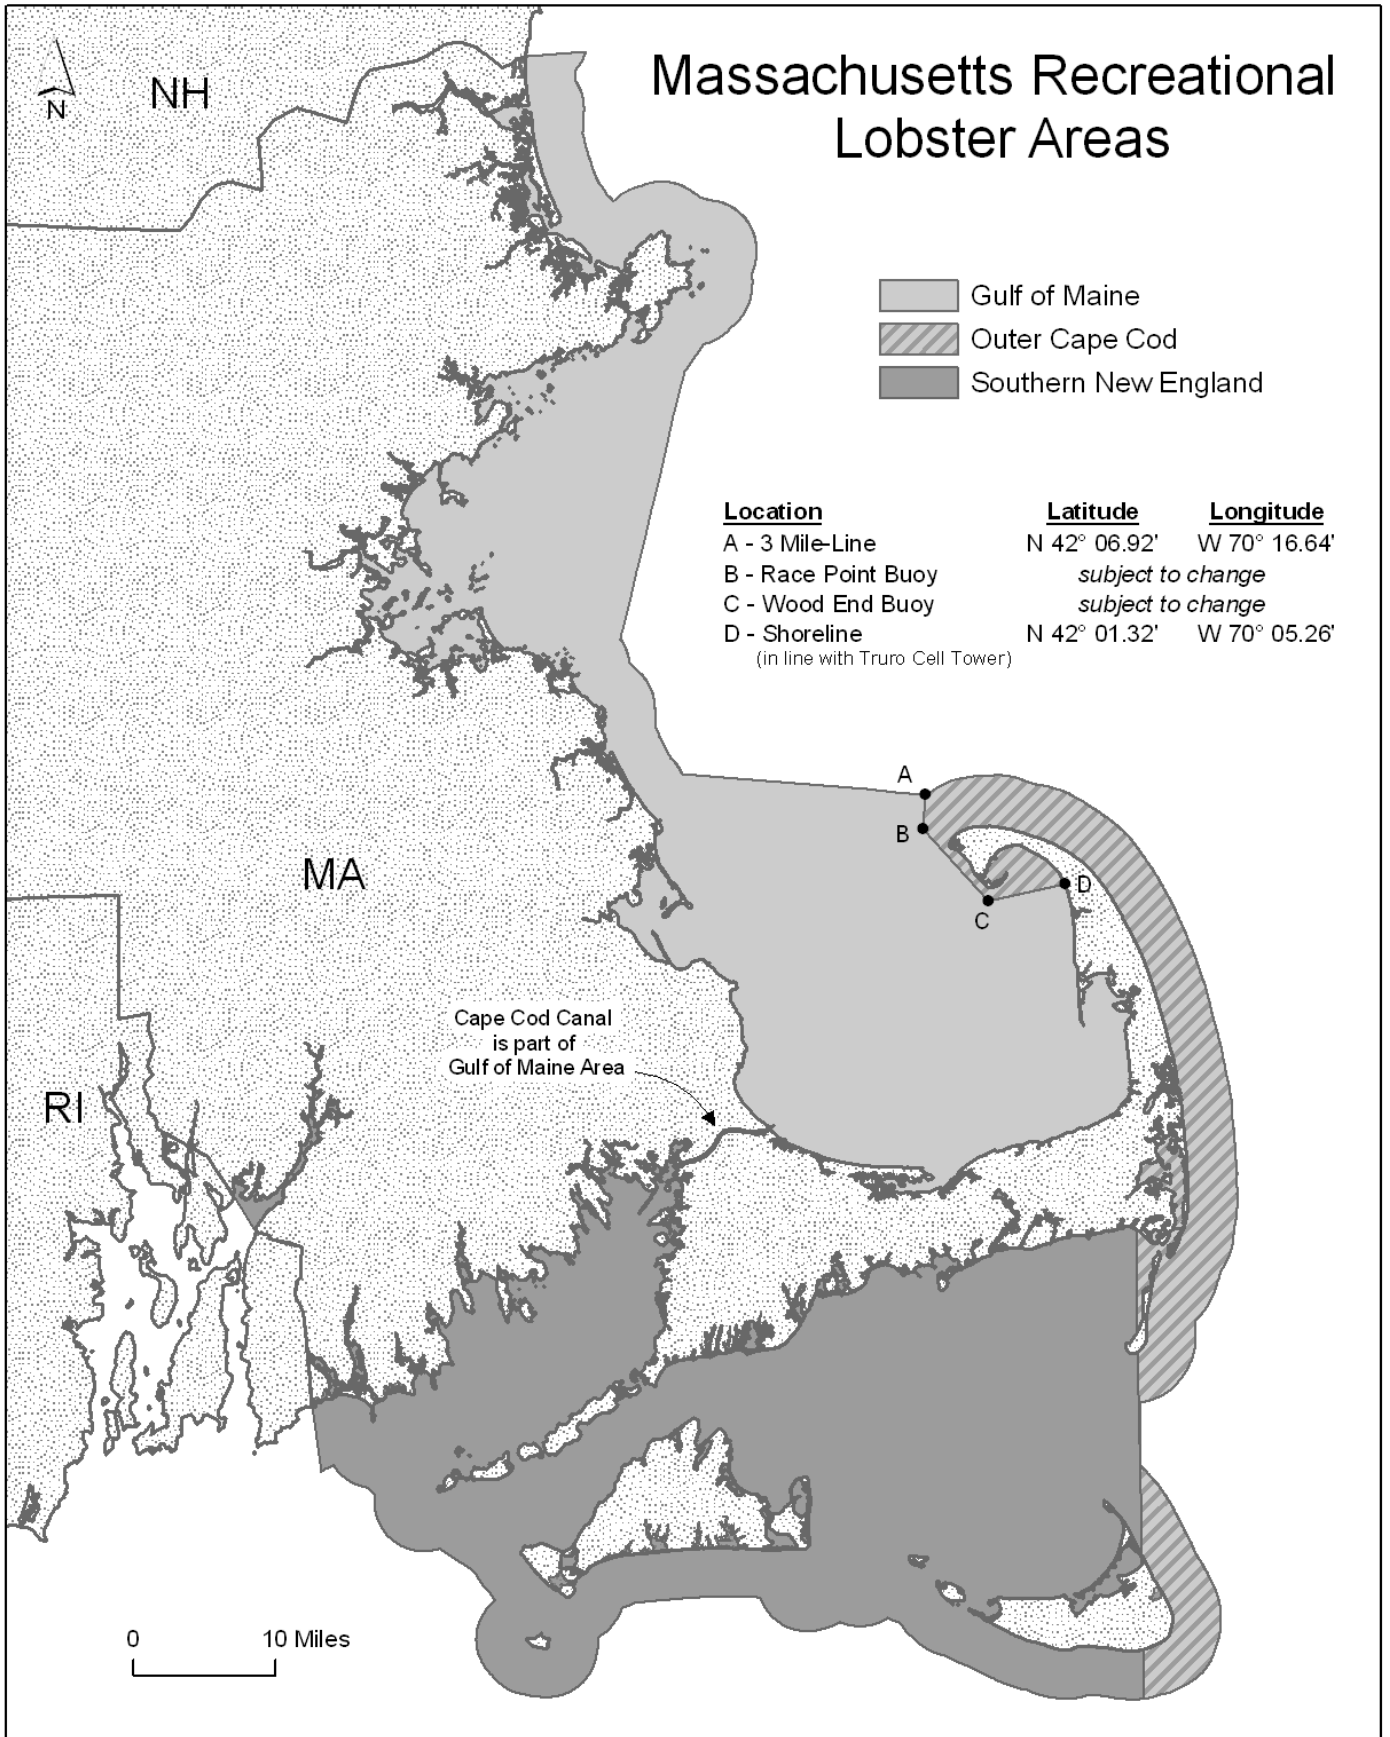 Massachusetts Recreational
Lobster Areas
N
NH
Gulf of Maine
Outer Cape Cod
Southern New England
Location Latitude Longitude
A - 3 Mile-Line N 42° 06.92' W 70° 16.64'
B - Race Point Buoy subject to change
C - Wood End Buoy subject to change
D - Shoreline N 42° 01.32' W 70° 05.26'
(in line with Truro Cell Tower)
A
B
C
D
MA
Cape Cod Canal
is part of
Gulf of Maine Area
RI
0 10 Miles